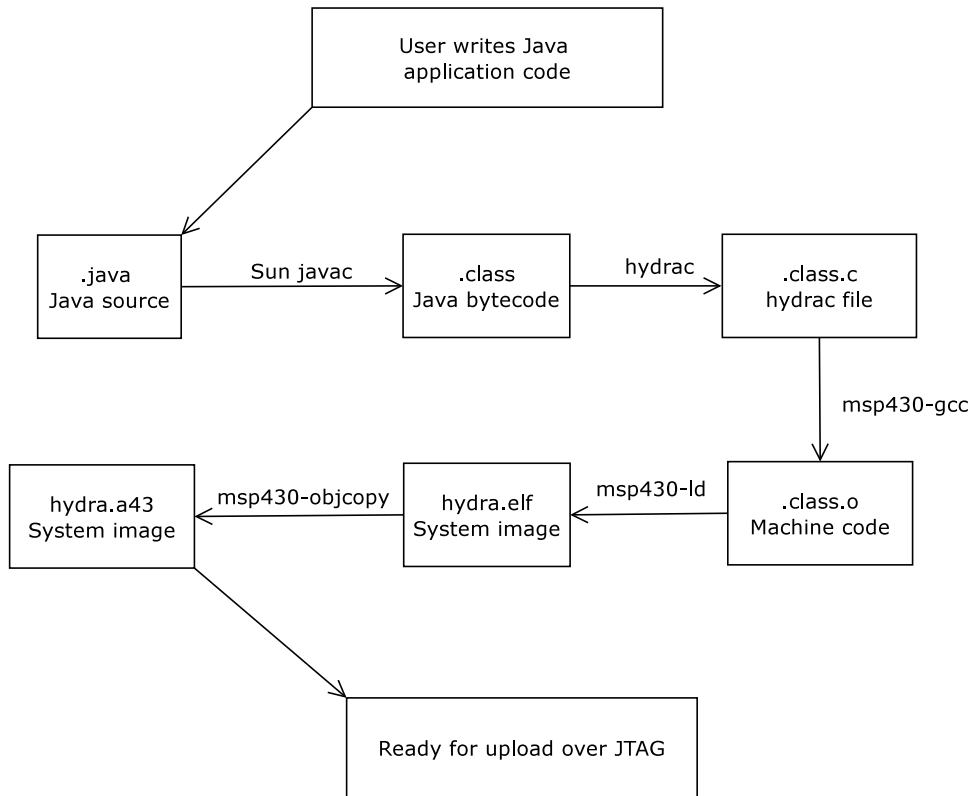 User writes Java
application code
.java
Java source
Sun javac
.class
Java bytecode
hydrac
.class.c
hydrac file
msp430-gcc
.class.o
Machine code
msp430-ld
hydra.elf
System image
msp430-objcopy
hydra.a43
System image
Ready for upload over JTAG